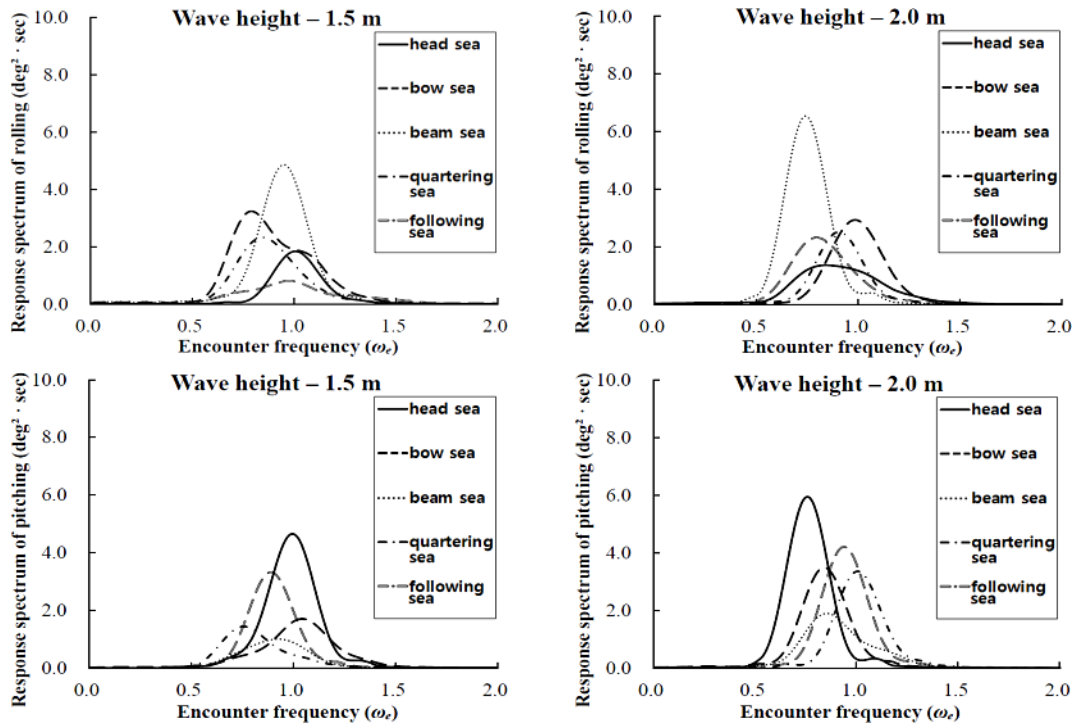 Wave height – 1.5 m
Response spectrum of rolling (deg² · sec)
10.0
8.0
6.0
4.0
2.0
0.0
head sea
bow sea
beam sea
quartering
sea
following
sea
0.0
0.5
1.0
1.5
2.0
Encounter frequency (ωe)
Wave height – 2.0 m
Response spectrum of rolling (deg² · sec)
10.0
8.0
6.0
4.0
2.0
0.0
head sea
bow sea
beam sea
quartering
sea
following
sea
0.0
0.5
1.0
1.5
2.0
Encounter frequency (ωe)
Wave height – 1.5 m
Response spectrum of pitching (deg² · sec)
10.0
8.0
6.0
4.0
2.0
0.0
head sea
bow sea
beam sea
quartering
sea
following
sea
0.0
0.5
1.0
1.5
2.0
Encounter frequency (ωe)
Wave height – 2.0 m
Response spectrum of pitching (deg² · sec)
10.0
8.0
6.0
4.0
2.0
0.0
head sea
bow sea
beam sea
quartering
sea
following
sea
0.0
0.5
1.0
1.5
2.0
Encounter frequency (ωe)